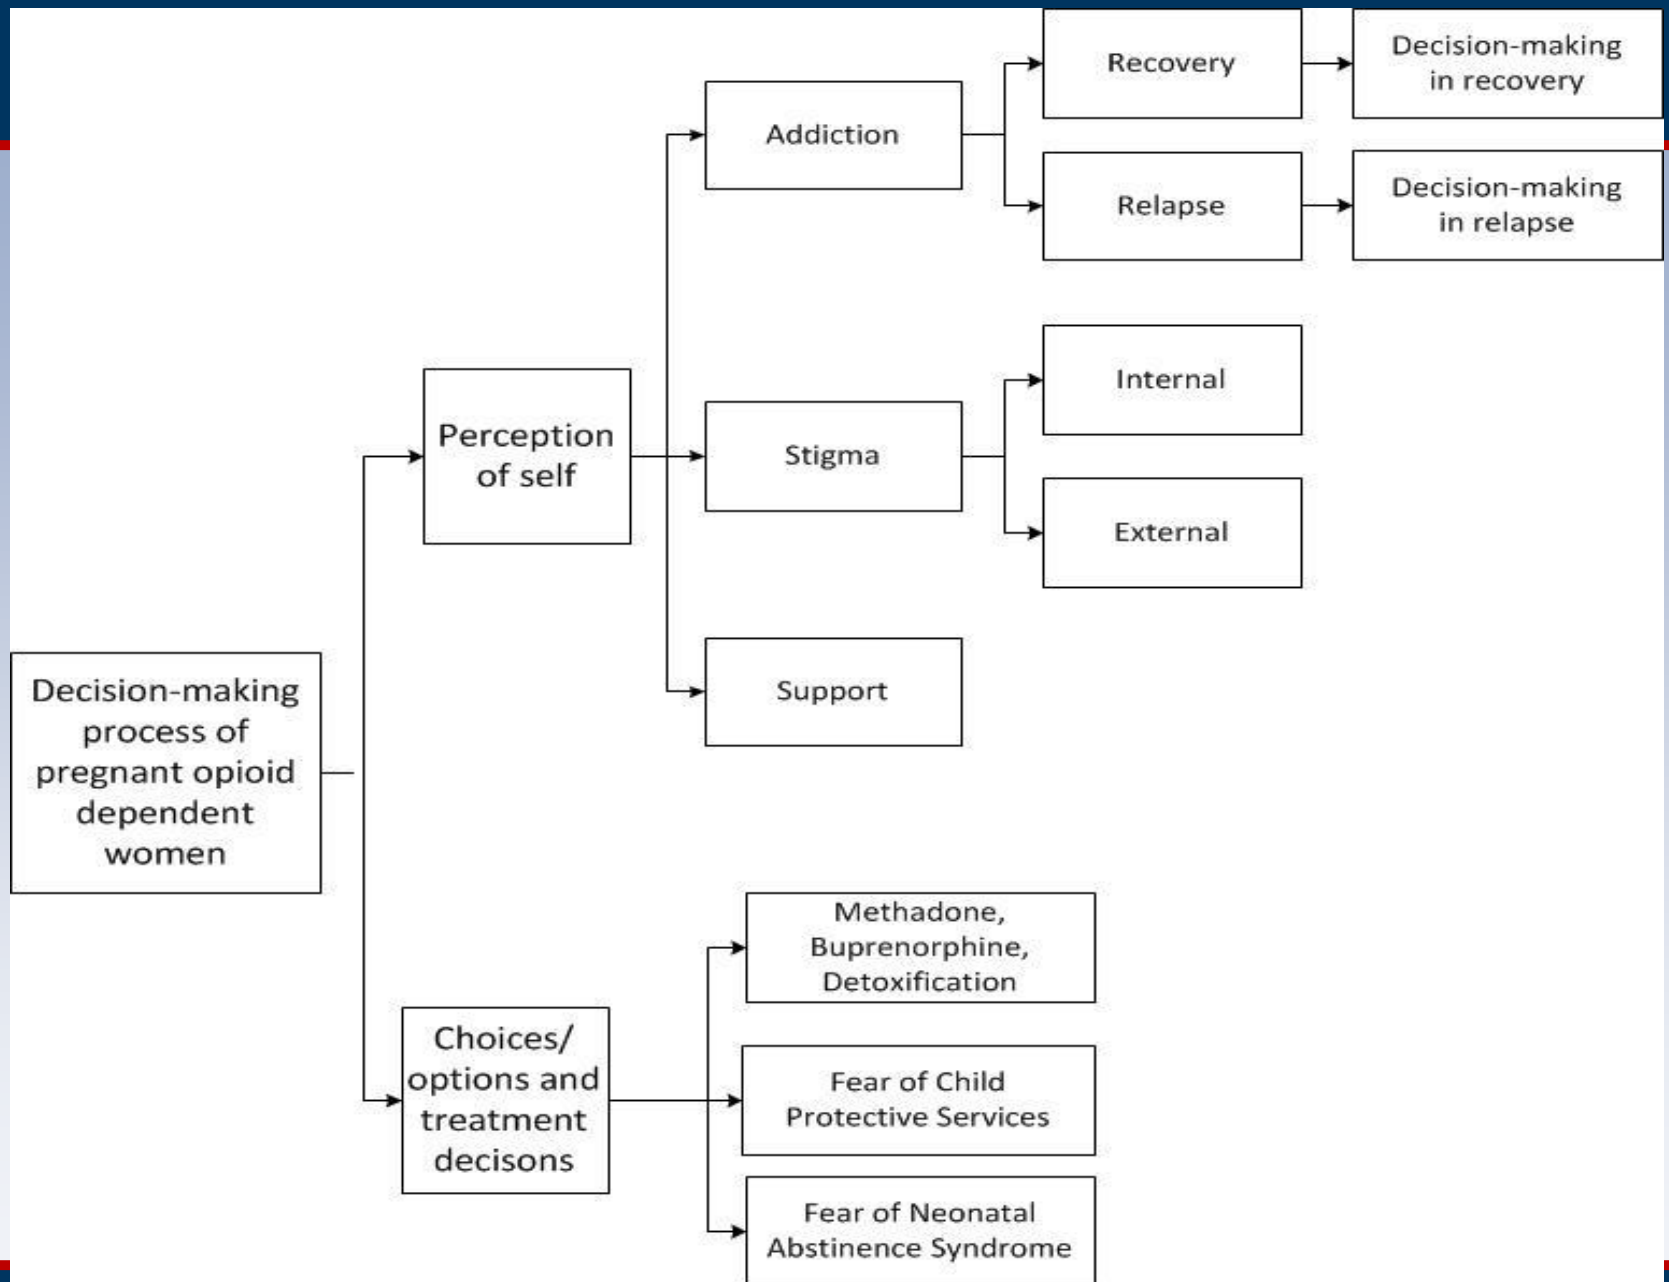 Recovery
Decision-making
in recovery
Addiction
Relapse
Decision-making
in relapse
Internal
Perception
of self
Stigma
External
Support
Decision-making
process of
pregnant opioid
dependent
women
Methadone,
Buprenorphine,
Detoxification
Choices/
options and
treatment
decisons
Fear of Child
Protective Services
Fear of Neonatal
Abstinence Syndrome